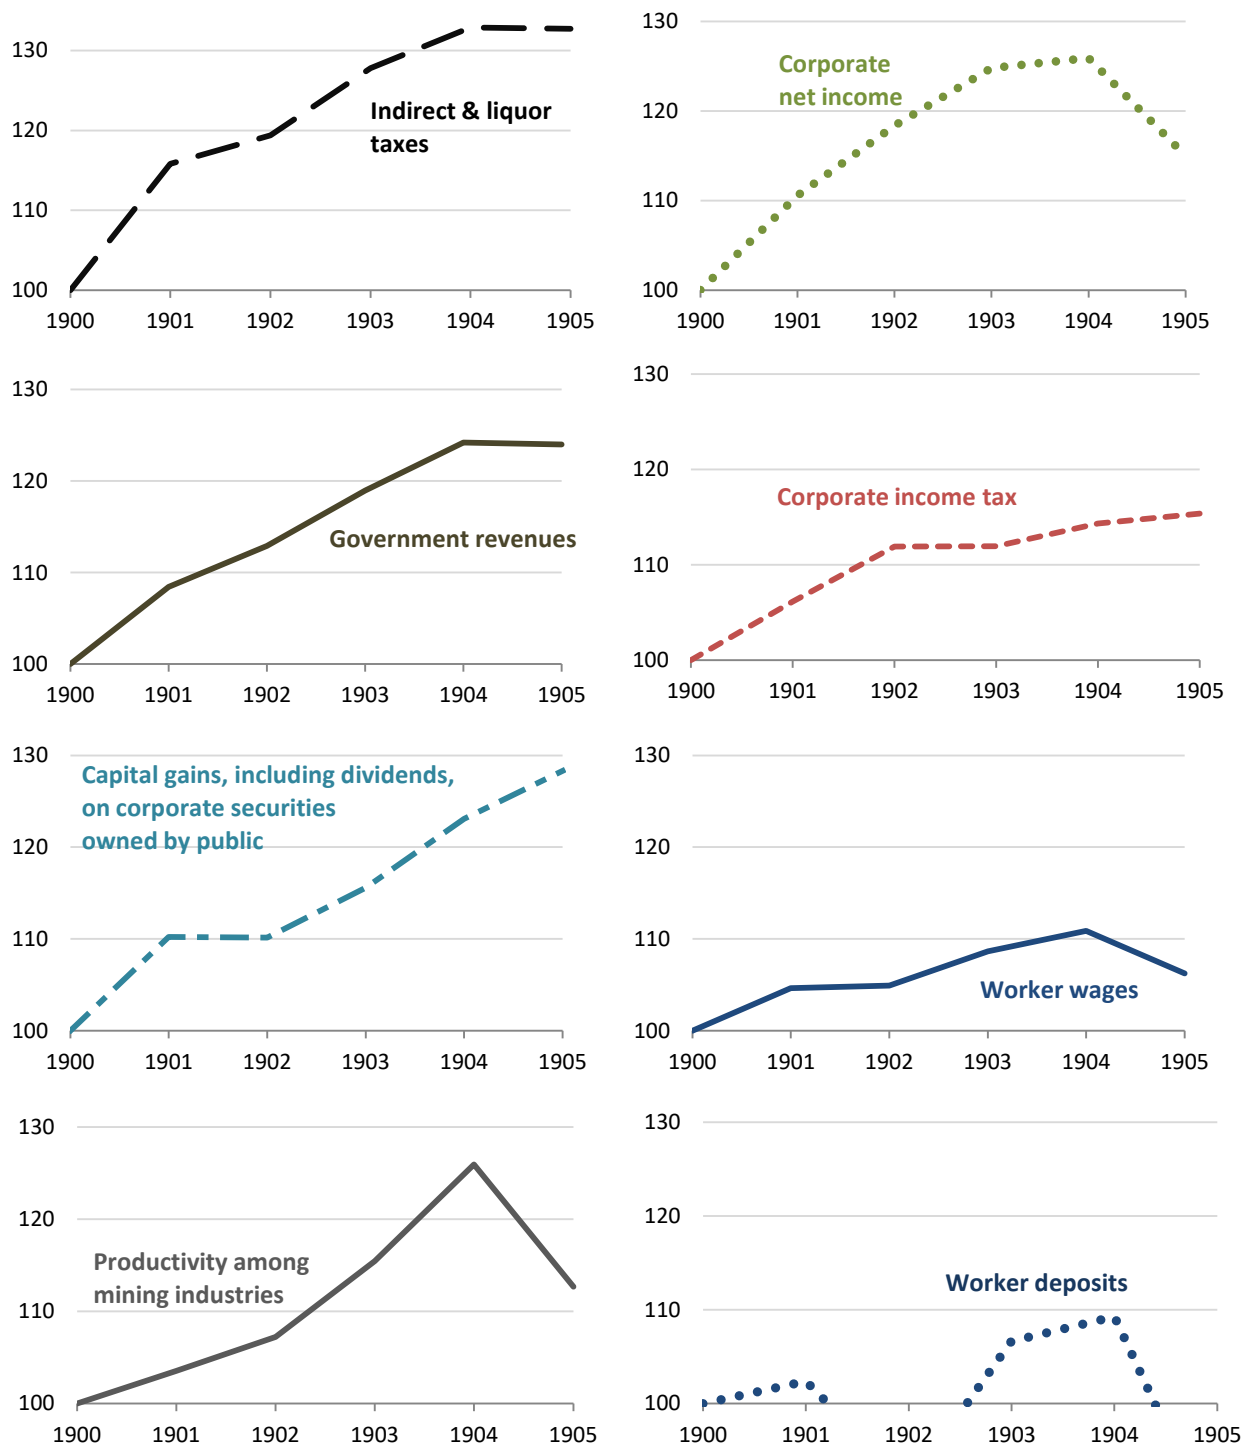 130
120
110
100
1900 1901 1902 1903 1904 1905
Indirect & liquor
taxes
130
120
110
100
1900 1901 1902 1903 1904 1905
Corporate
net income
130
120
110
100
1900 1901 1902 1903 1904 1905
Government revenues
130
120
110
100
1900 1901 1902 1903 1904 1905
Corporate income tax
130
120
110
100
1900 1901 1902 1903 1904 1905
Capital gains, including dividends,
on corporate securities
owned by public
130
120
110
100
1900 1901 1902 1903 1904 1905
Worker wages
130
120
110
100
1900 1901 1902 1903 1904 1905
Productivity among
mining industries
130
120
110
100
1900 1901 1902 1903 1904 1905
Worker deposits